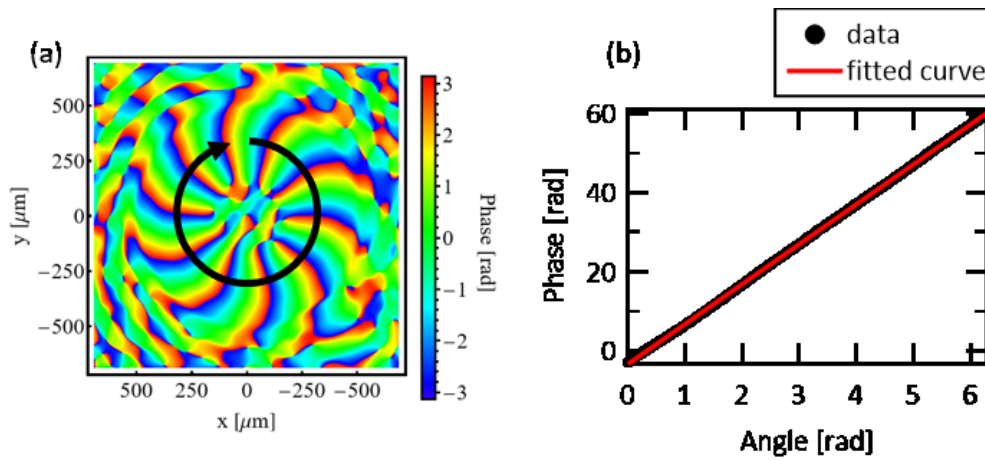 (a)
500
250
0
−250
−500
y [μm]
500 250 0 −250 −500
x [μm]
3
2
1
0
−1
−2
−3
Phase [rad]
(b)
data
fitted curve
60
40
20
0
Phase [rad]
0 1 2 3 4 5 6
Angle [rad]